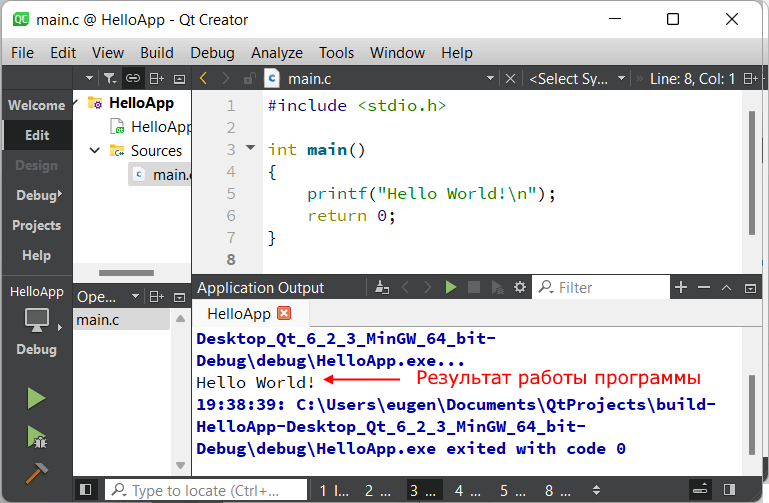 main.c @ HelloApp - Qt Creator
File Edit View Build Debug Analyze Tools Window Help
main.c <Select Sy... Line: 8, Col: 1
Welcome
Edit
Design
Debug
Projects
Help
HelloApp
Debug
HelloApp
HelloApp
Sources
main.c
1 #include <stdio.h>
2
3 int main()
4 {
5 printf("Hello World!\n");
6 return 0;
7 }
8
Ope...
main.c
Application Output
Filter
HelloApp
Desktop_Qt_6_2_3_MinGW_64_bit-
Debug\debug\HelloApp.exe...
Hello World! Результат работы программы
19:38:39: C:\Users\eugen\Documents\QtProjects\build-
HelloApp-Desktop_Qt_6_2_3_MinGW_64_bit-
Debug\debug\HelloApp.exe exited with code 0
Type to locate (Ctrl+... 1 I... 2 ... 3 ... 4 ... 5 ... 8 ...